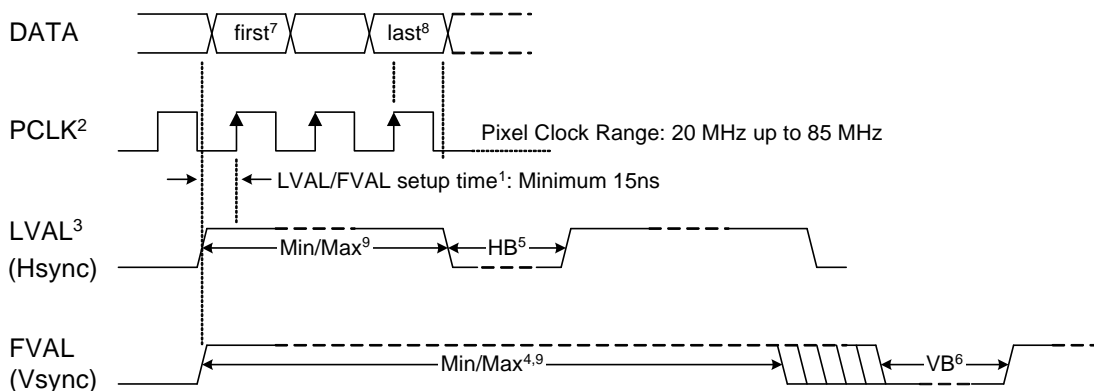 DATA
first⁷
last⁸
PCLK²
Pixel Clock Range: 20 MHz up to 85 MHz
LVAL/FVAL setup time¹: Minimum 15ns
LVAL³
(Hsync)
Min/Max⁹
HB⁵
FVAL
(Vsync)
Min/Max⁴,⁹
VB⁶